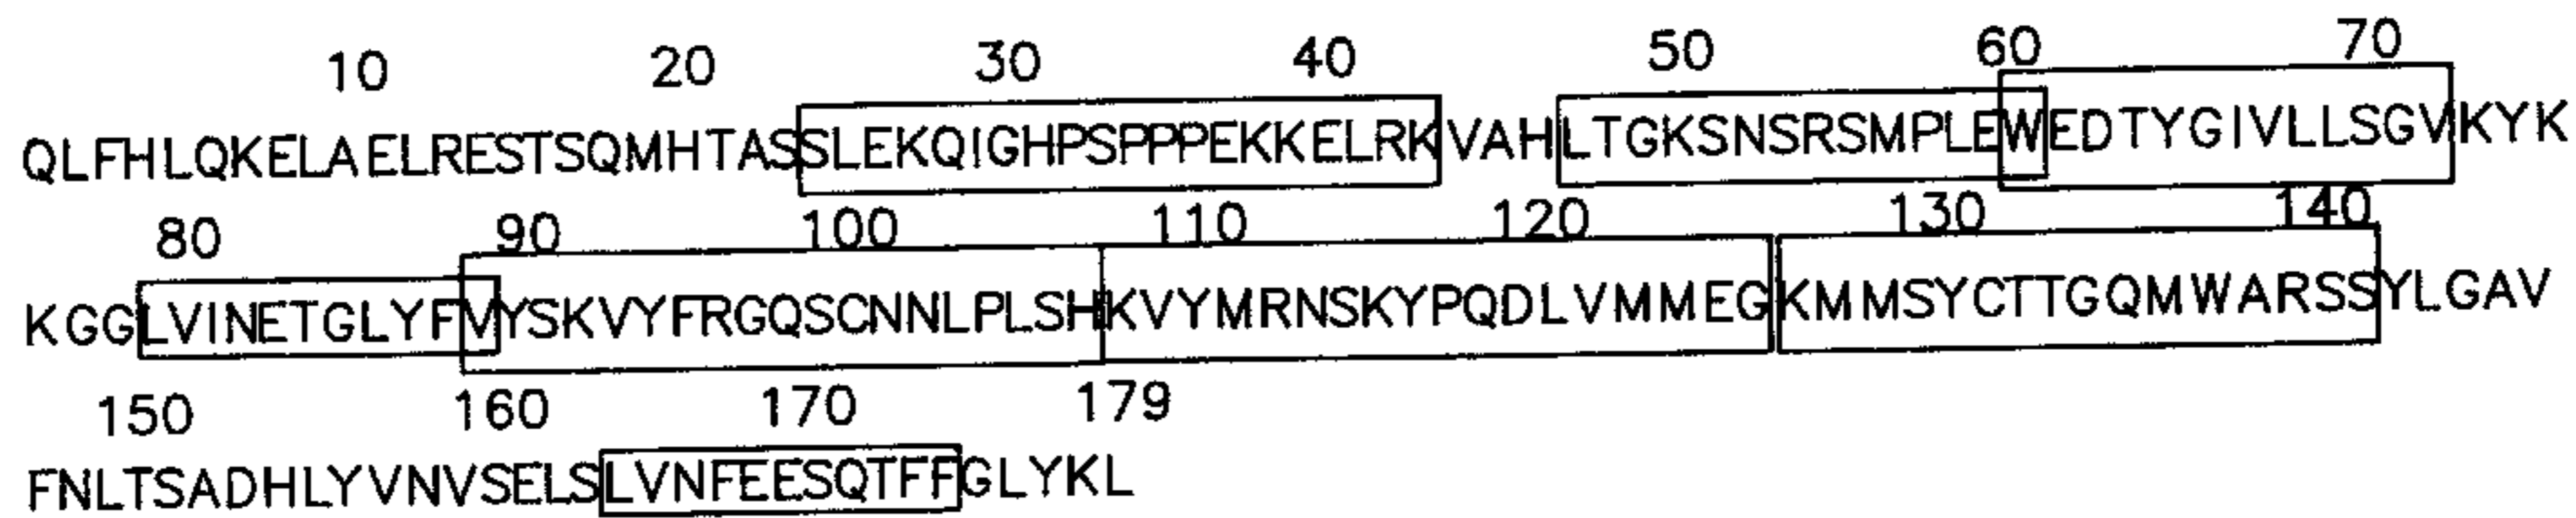 10 20 30 40 50 60 70
QLFHLQKELAELRESTSQMHTASSLEKQIGHPSPPPEKKELRKVAHLTGKSNSRSMPLEWEDTYGIVLLSGVKYK
80 90 100 110 120 130 140
KGGLVINETGLYFVYSKVYFRGQSCNNLPLSHKVYMRNSKYPQDLVMMEGKMMSYCTTGQMWARSSYLGAV
150 160 170 179
FNLTSADHLYVNVSELSLVNFEESQTFFGLYKL